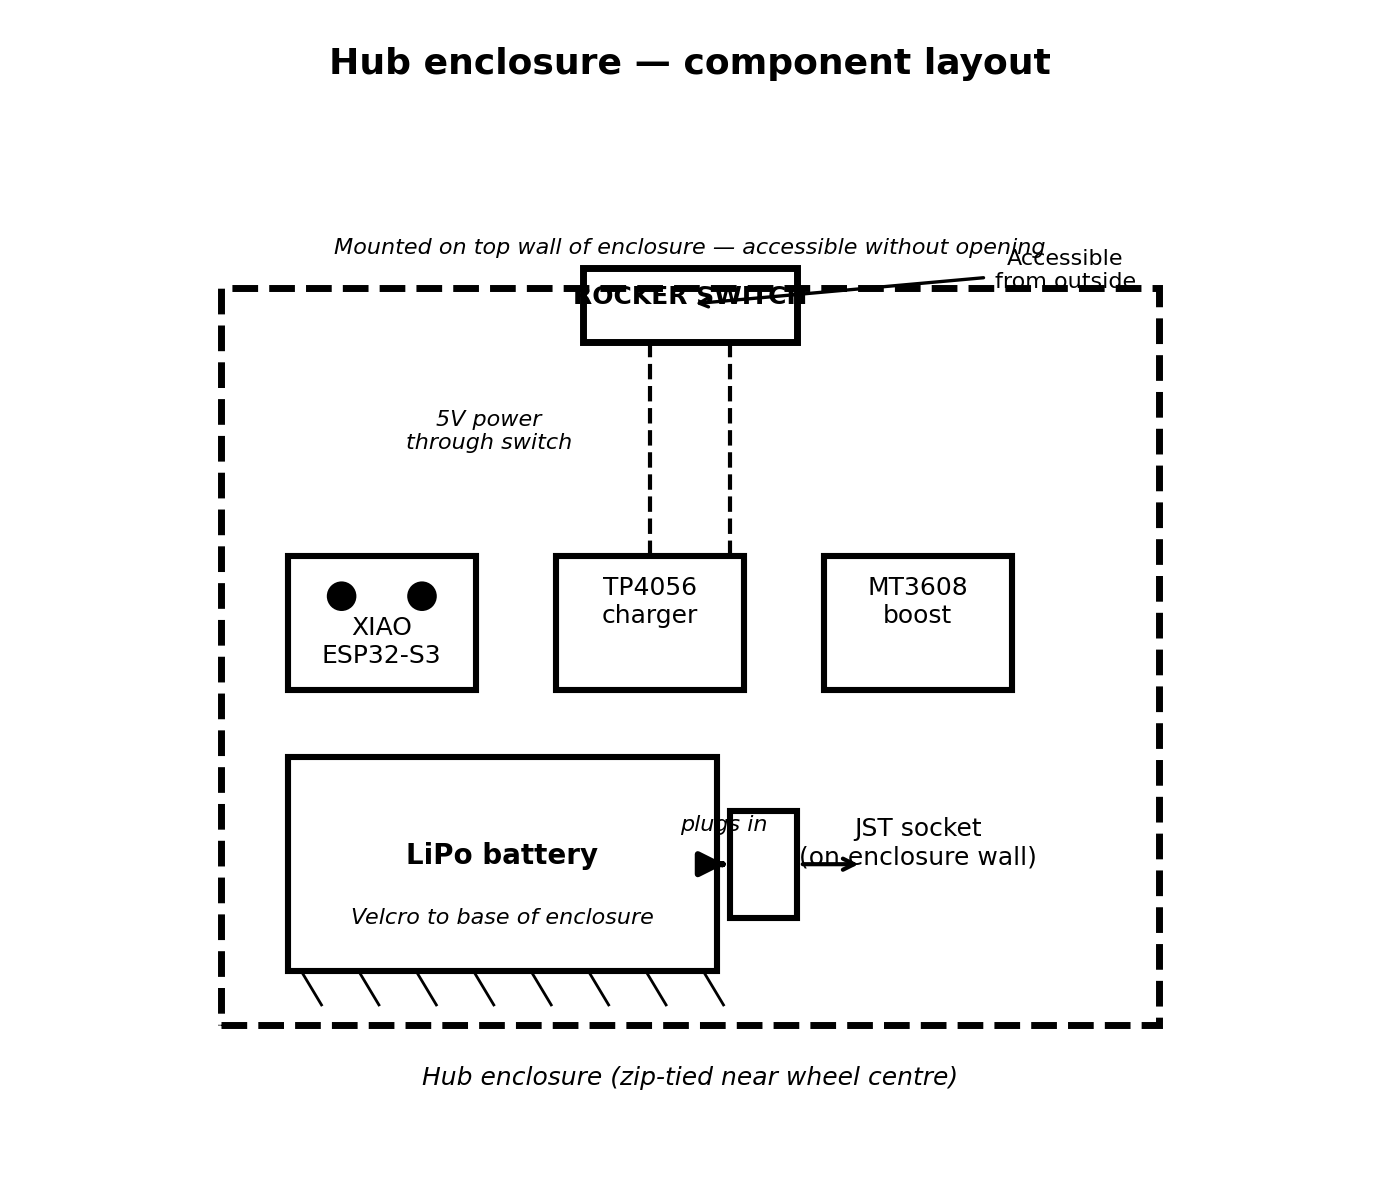 Hub enclosure — component layout
Mounted on top wall of enclosure — accessible without opening
Accessible
from outside
ROCKER SWITCH
5V power
through switch
XIAO
ESP32-S3
TP4056
charger
MT3608
boost
plugs in
JST socket
(on enclosure wall)
LiPo battery
Velcro to base of enclosure
Hub enclosure (zip-tied near wheel centre)